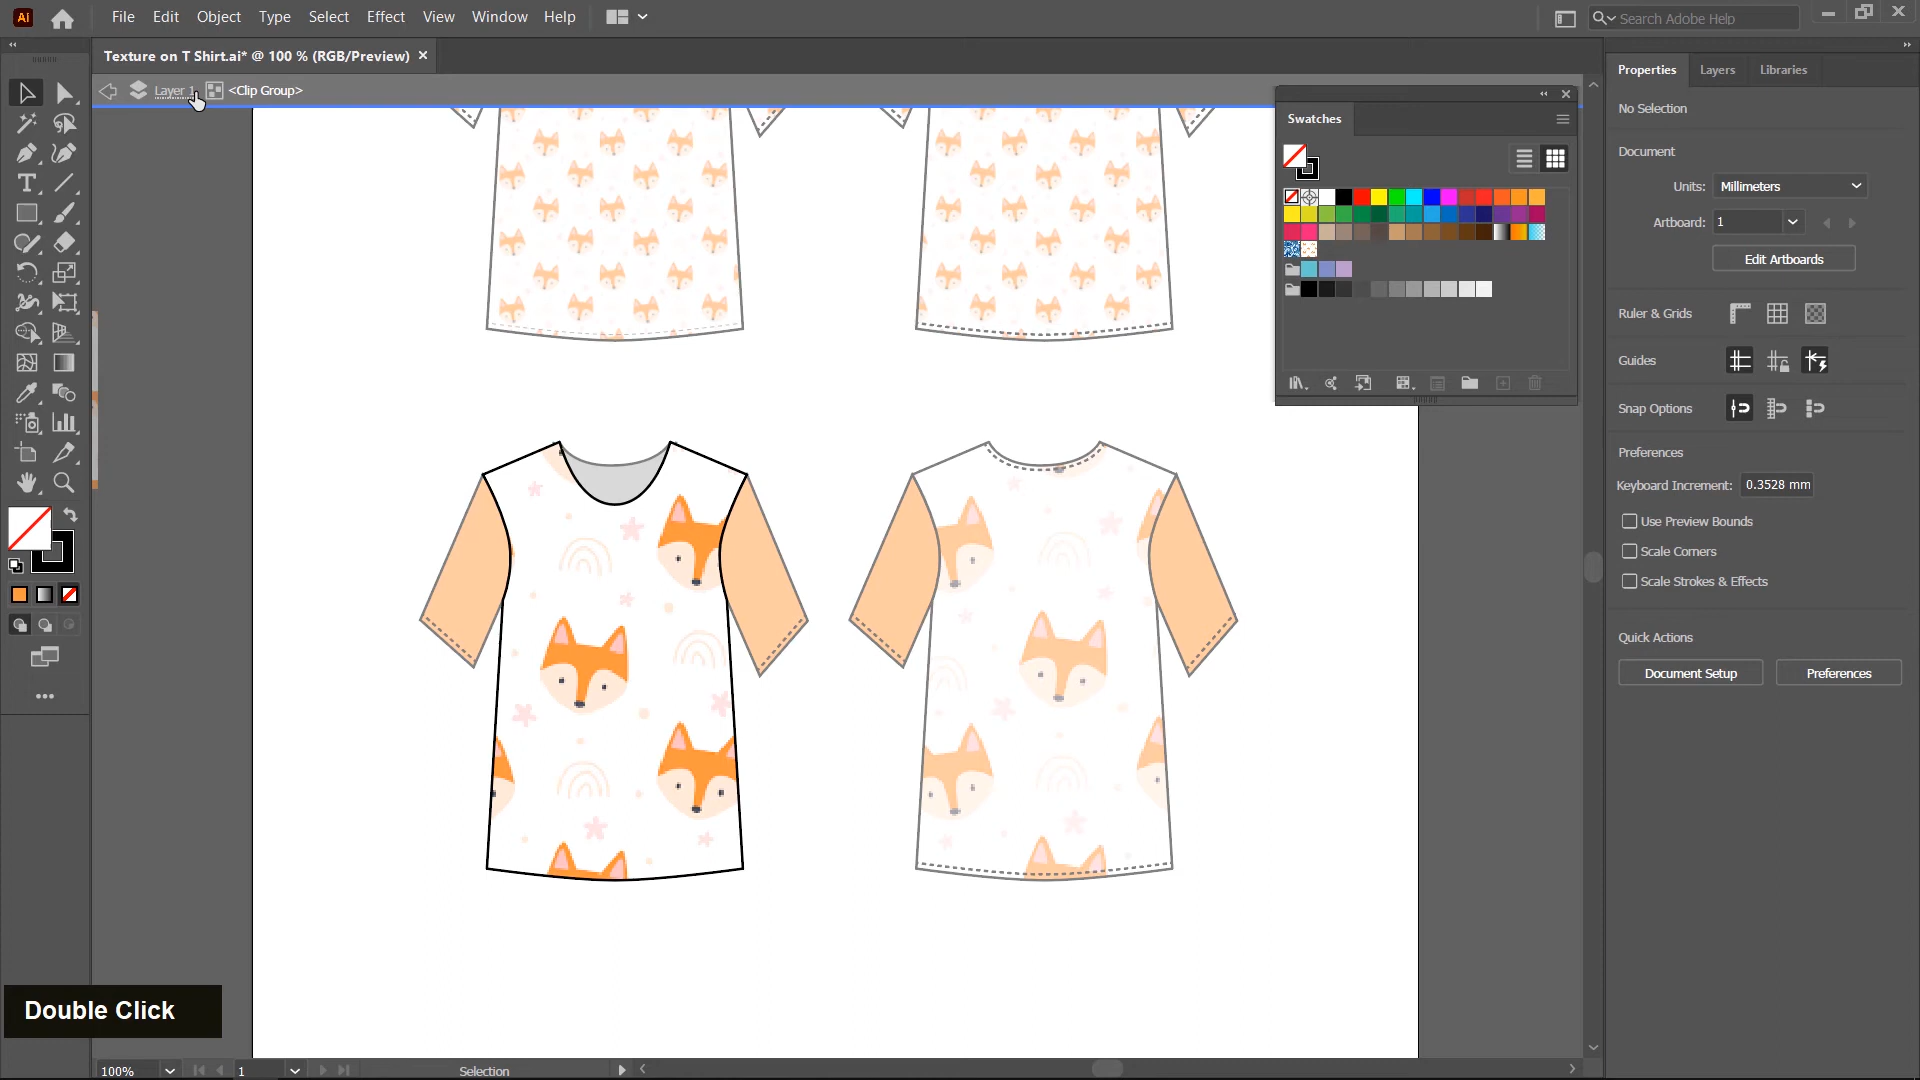 Ai
File Edit Object Type Select Effect View Window Help
Search Adobe Help
Texture on T Shirt.ai* @ 100 % (RGB/Preview)
Layer 1 <Clip Group>
Swatches
Properties Layers Libraries
No Selection
Document
Units: Millimeters
Artboard: 1
Edit Artboards
Ruler & Grids
Guides
Snap Options
Preferences
Keyboard Increment: 0.3528 mm
Use Preview Bounds
Scale Corners
Scale Strokes & Effects
Quick Actions
Document Setup Preferences
Double Click
100% 1 Selection